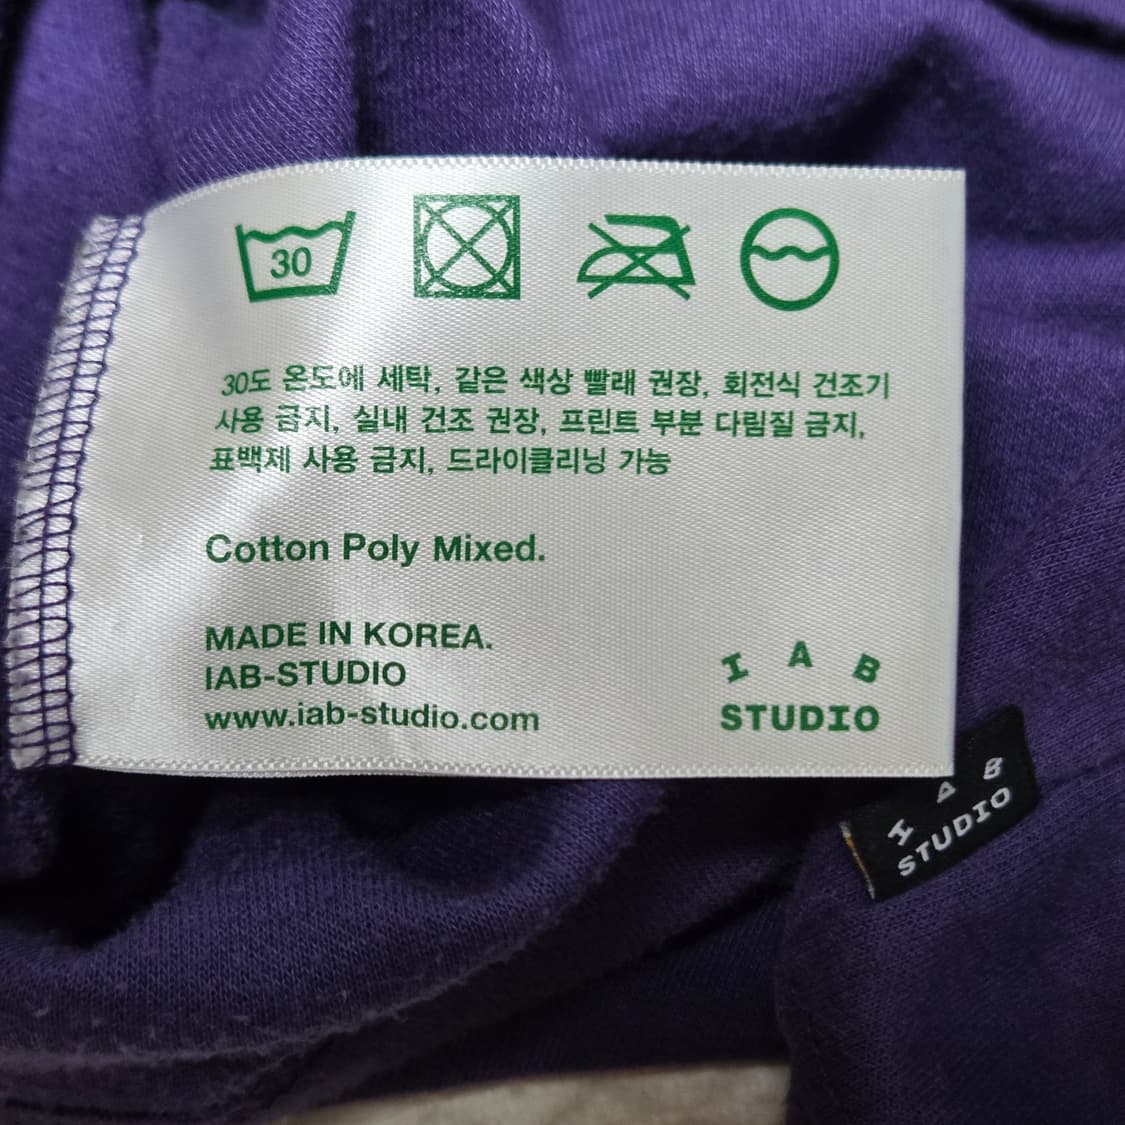 30
30도 온도에 세탁, 같은 색상 빨래 권장, 회전식 건조기
사용 금지, 실내 건조 권장, 프린트 부분 다림질 금지,
표백제 사용 금지, 드라이클리닝 가능
Cotton Poly Mixed.
MADE IN KOREA.
IAB-STUDIO
www.iab-studio.com
I A B
STUDIO
I A B
STUDIO